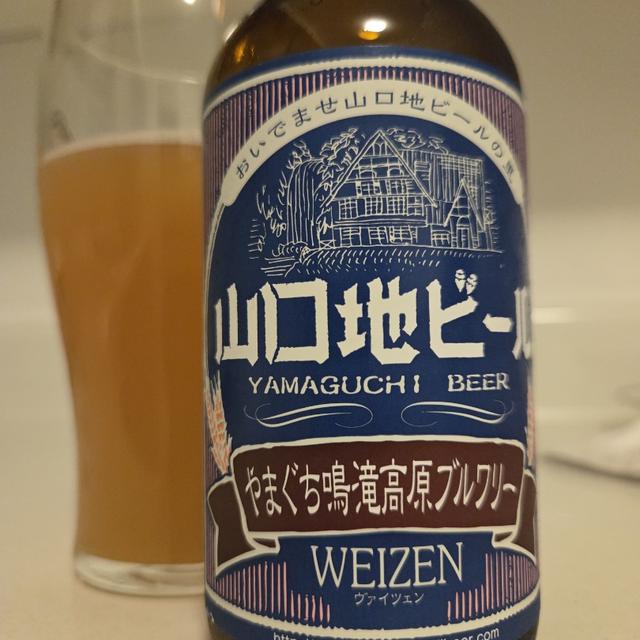 おいでませ山口地ビールの里
山口地ビール
YAMAGUCHI BEER
やまぐち鳴滝高原ブルワリー
WEIZEN
ヴァイツェン